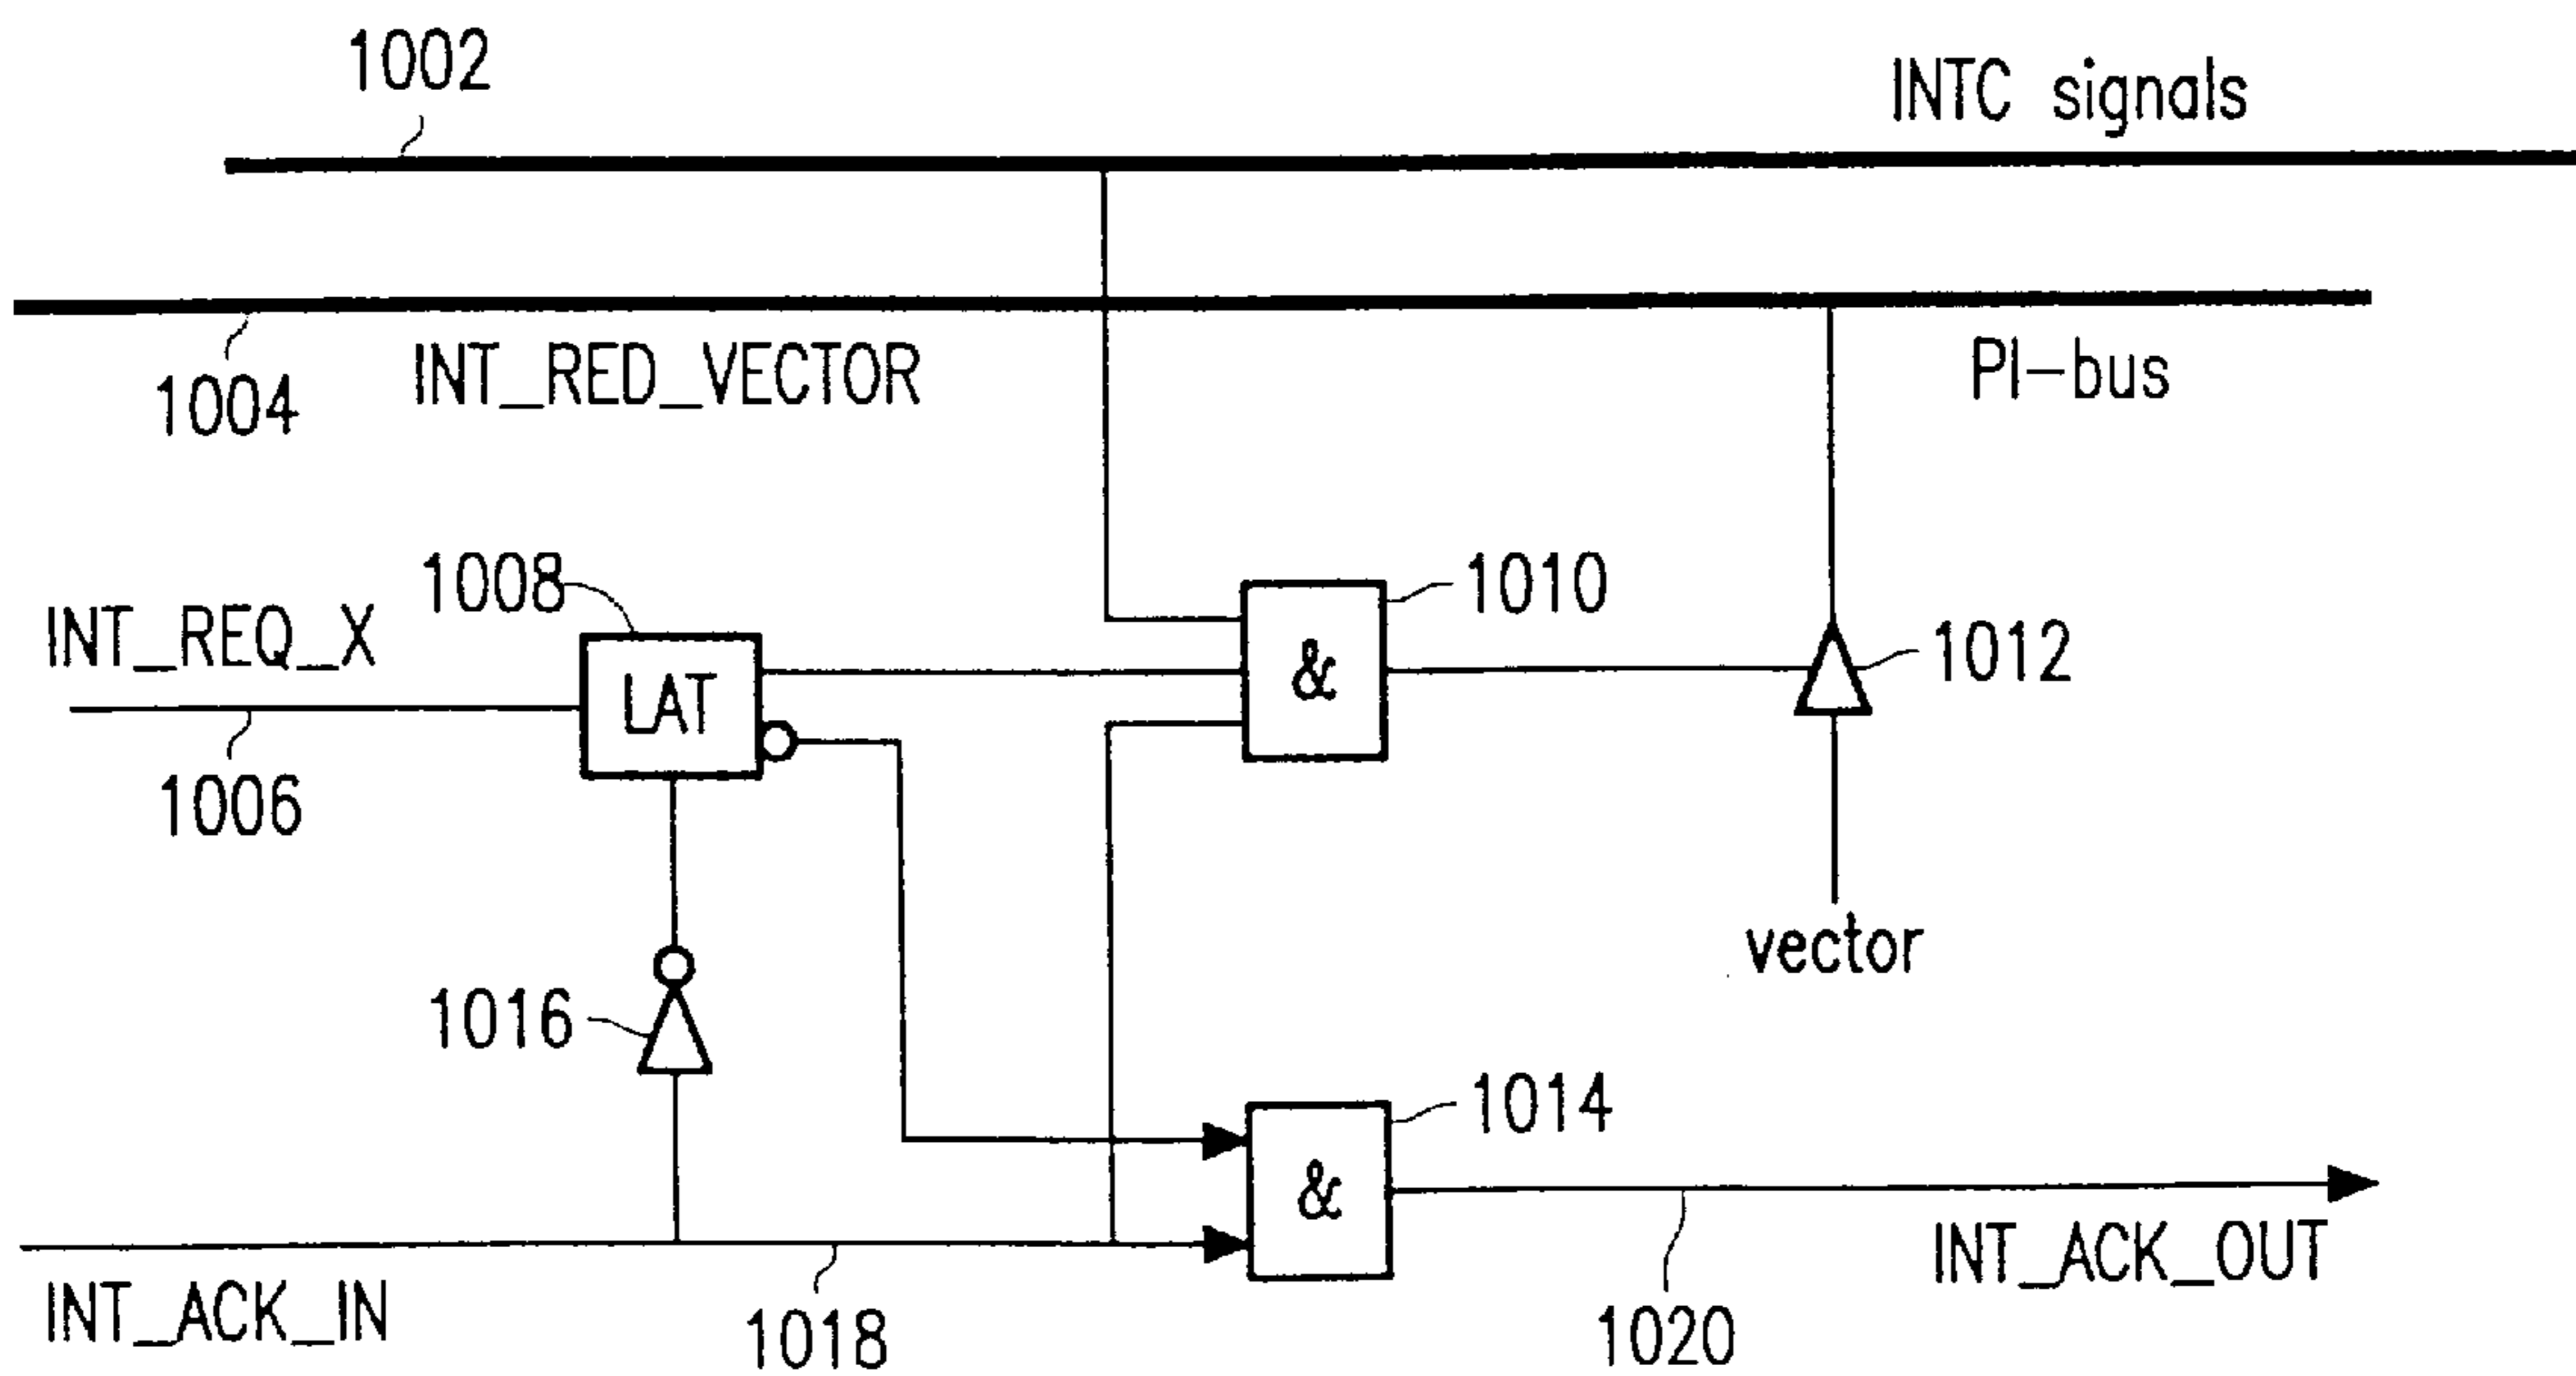 1002
INTC signals
1004
INT_RED_VECTOR
PI-bus
INT_REQ_X
1008
1010
1012
LAT
&
1006
vector
1016
1014
&
INT_ACK_IN
1018
1020
INT_ACK_OUT